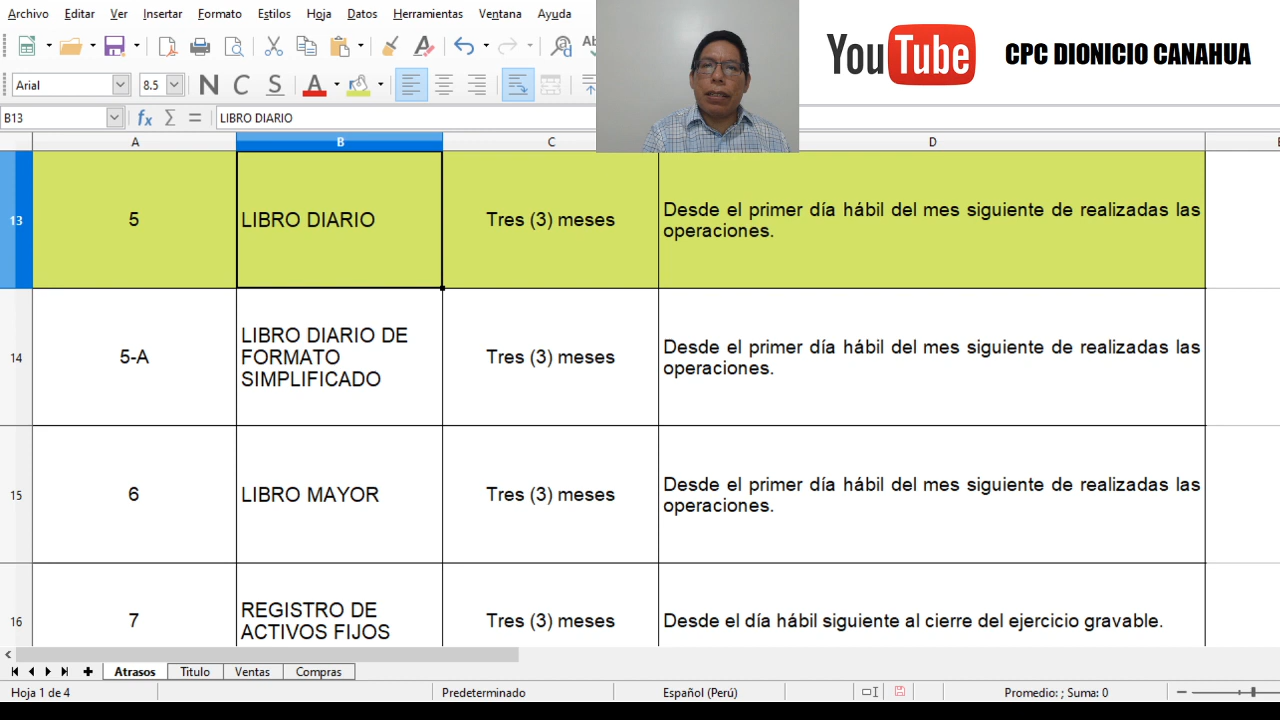 Archivo Editar Ver Insertar Formato Estilos Hoja Datos Herramientas Ventana Ayuda
YouTube CPC DIONICIO CANAHUA
Arial 8.5 N C S A
B13 fx Σ = LIBRO DIARIO
A B C D E
13 5 LIBRO DIARIO Tres (3) meses Desde el primer día hábil del mes siguiente de realizadas las
operaciones.
14 5-A LIBRO DIARIO DE
FORMATO
SIMPLIFICADO
Tres (3) meses Desde el primer día hábil del mes siguiente de realizadas las
operaciones.
15 6 LIBRO MAYOR Tres (3) meses Desde el primer día hábil del mes siguiente de realizadas las
operaciones.
16 7 REGISTRO DE
ACTIVOS FIJOS
Tres (3) meses Desde el día hábil siguiente al cierre del ejercicio gravable.
Atrasos Titulo Ventas Compras
Hoja 1 de 4 Predeterminado Español (Perú) Promedio: ; Suma: 0